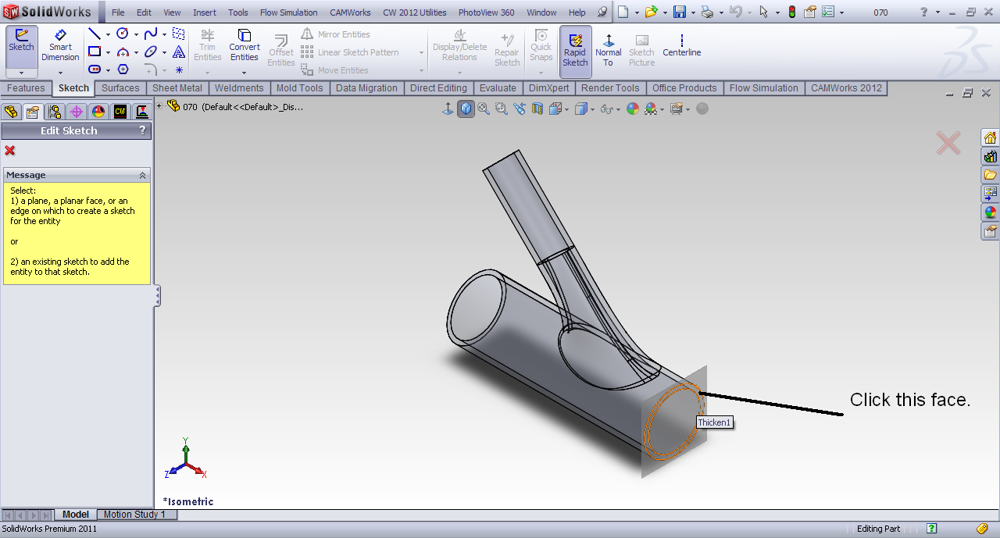 SolidWorks File Edit View Insert Tools Flow Simulation CAMWorks CW 2012 Utilities PhotoView 360 Window Help 070
Sketch
Smart Dimension
Trim Entities
Convert Entities
Offset Entities
Mirror Entities
Linear Sketch Pattern
Move Entities
Display/Delete Relations
Repair Sketch
Quick Snaps
Rapid Sketch
Normal To
Sketch Picture
Centerline
Features Sketch Surfaces Sheet Metal Weldments Mold Tools Data Migration Direct Editing Evaluate DimXpert Render Tools Office Products Flow Simulation CAMWorks 2012
CW
070 (Default<<Default>_Dis...
Edit Sketch ?
Message
Select:
1) a plane, a planar face, or an
edge on which to create a sketch
for the entity
or
2) an existing sketch to add the
entity to that sketch.
Click this face.
Thicken1
Y
Z X
*Isometric
Model Motion Study 1
SolidWorks Premium 2011 Editing Part ?